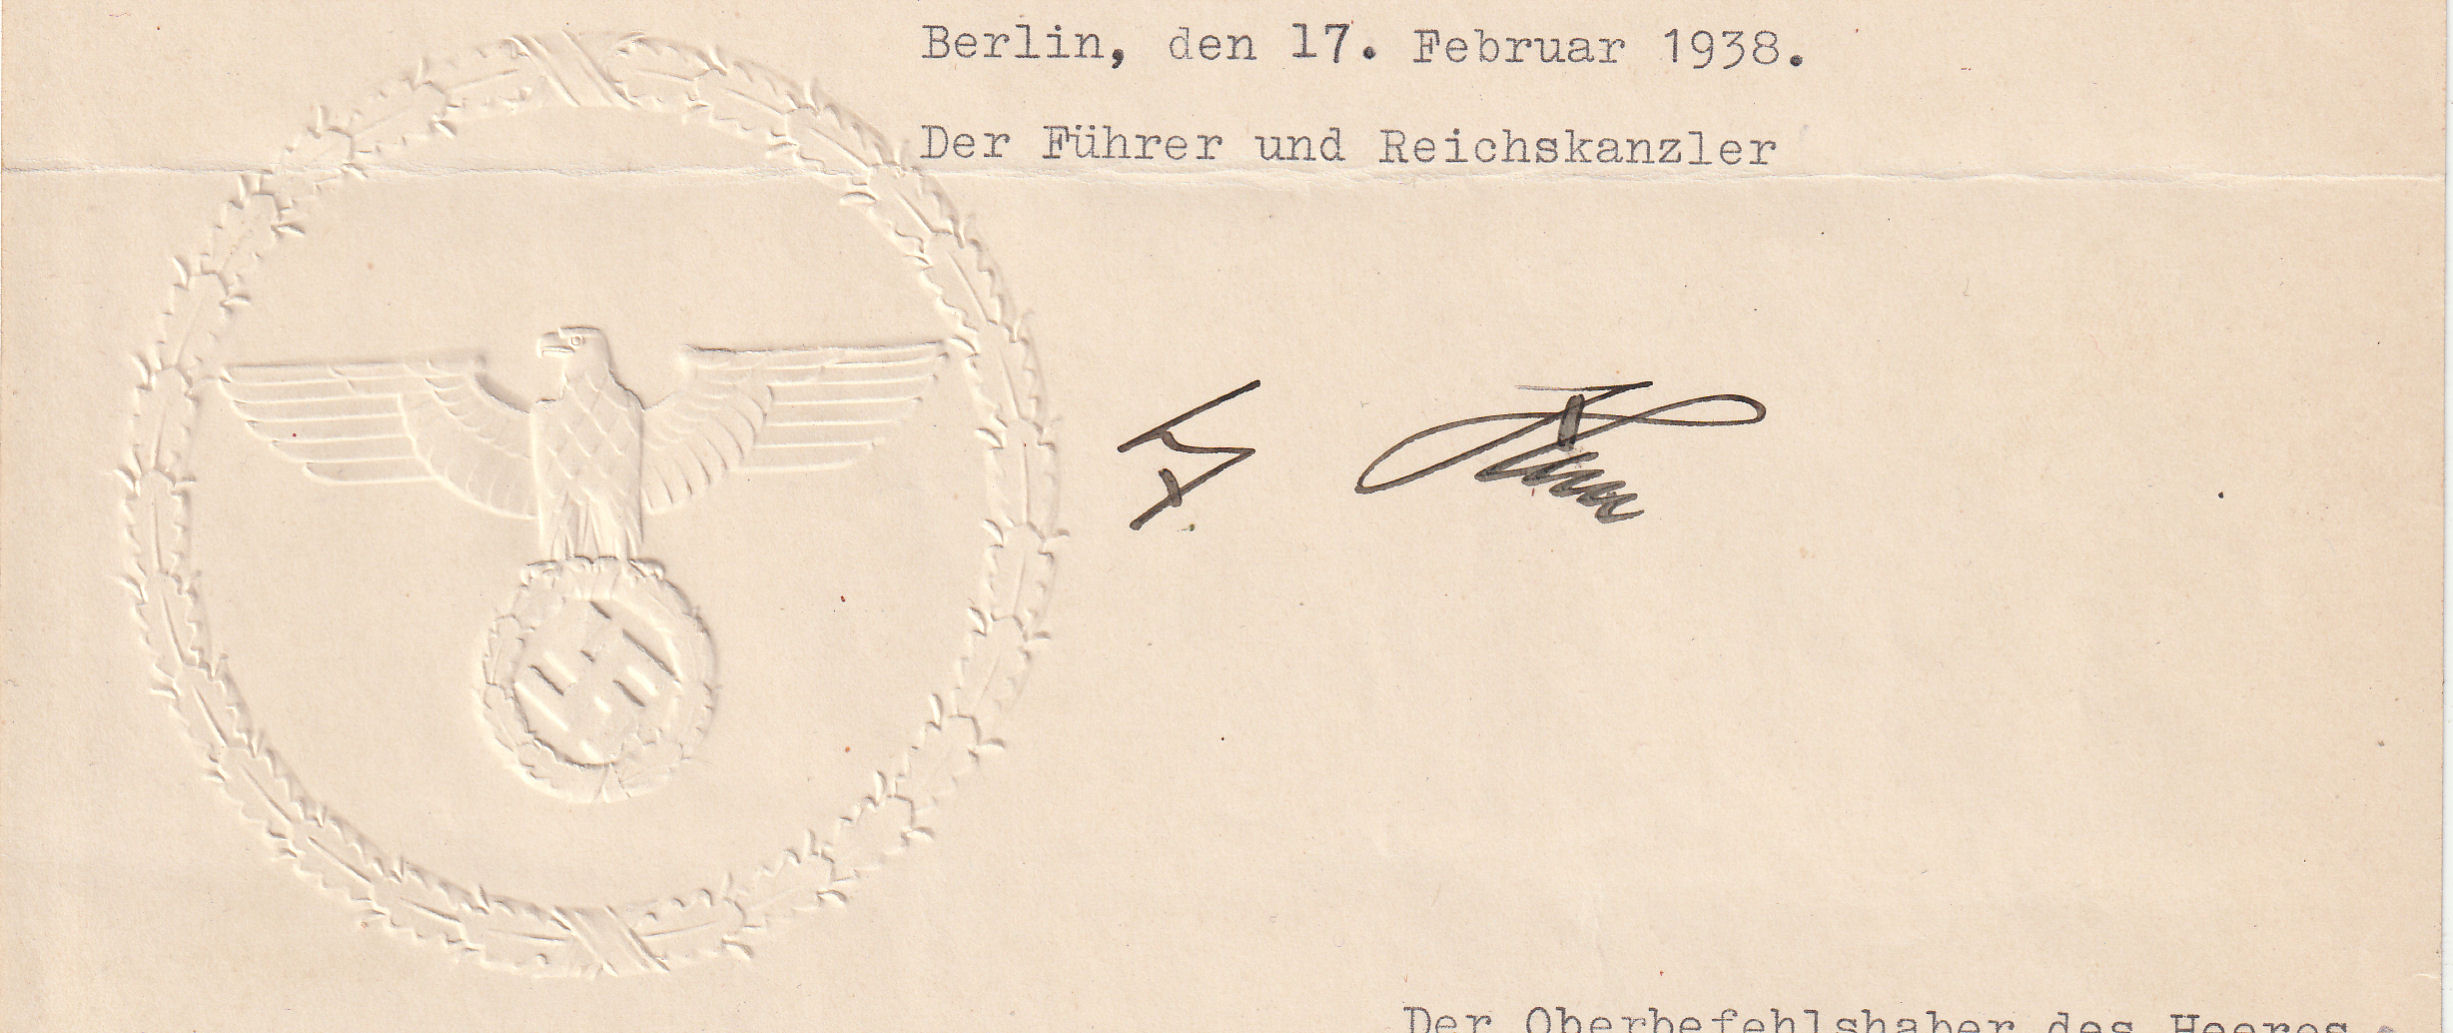 Berlin, den 17. Februar 1938.
Der Führer und Reichskanzler
Der Oberbefehlshaber des Heeres